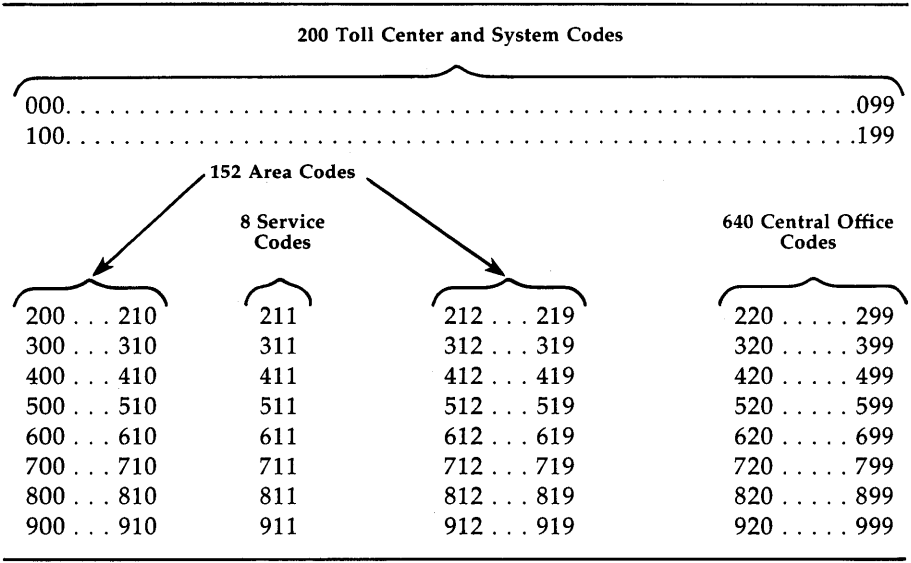 200 Toll Center and System Codes
000. . . . . . . . . . . . . . . . . . . . . . . . . . . . . . . . . . . . . . . . . . . . . . . . . . . . . .099
100. . . . . . . . . . . . . . . . . . . . . . . . . . . . . . . . . . . . . . . . . . . . . . . . . . . . . .199
152 Area Codes
8 Service
Codes
640 Central Office
Codes
200 . . . 210 211 212 . . . 219 220 . . . . . . 299
300 . . . 310 311 312 . . . 319 320 . . . . . . 399
400 . . . 410 411 412 . . . 419 420 . . . . . . 499
500 . . . 510 511 512 . . . 519 520 . . . . . . 599
600 . . . 610 611 612 . . . 619 620 . . . . . . 699
700 . . . 710 711 712 . . . 719 720 . . . . . . 799
800 . . . 810 811 812 . . . 819 820 . . . . . . 899
900 . . . 910 911 912 . . . 919 920 . . . . . . 999